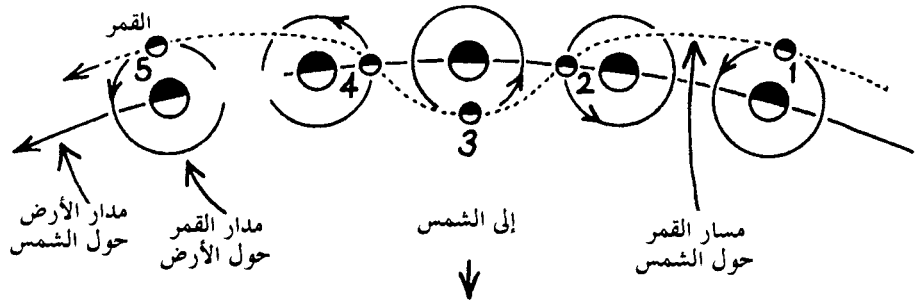 القمر
1
2
3
4
5
مدار الأرض
حول الشمس
مدار القمر
حول الأرض
إلى الشمس
مسار القمر
حول الشمس